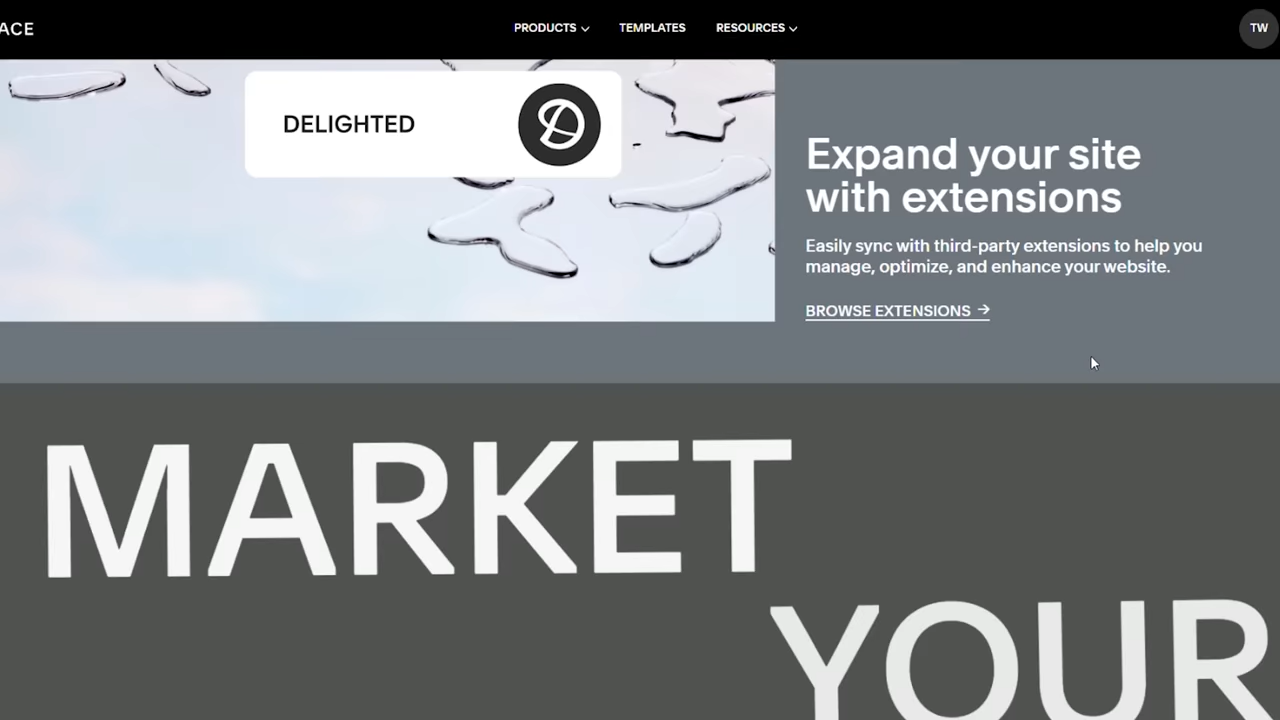 ACE
PRODUCTS
TEMPLATES
RESOURCES
TW
DELIGHTED
Expand your site
with extensions
Easily sync with third-party extensions to help you
manage, optimize, and enhance your website.
BROWSE EXTENSIONS →
MARKET
YOUR